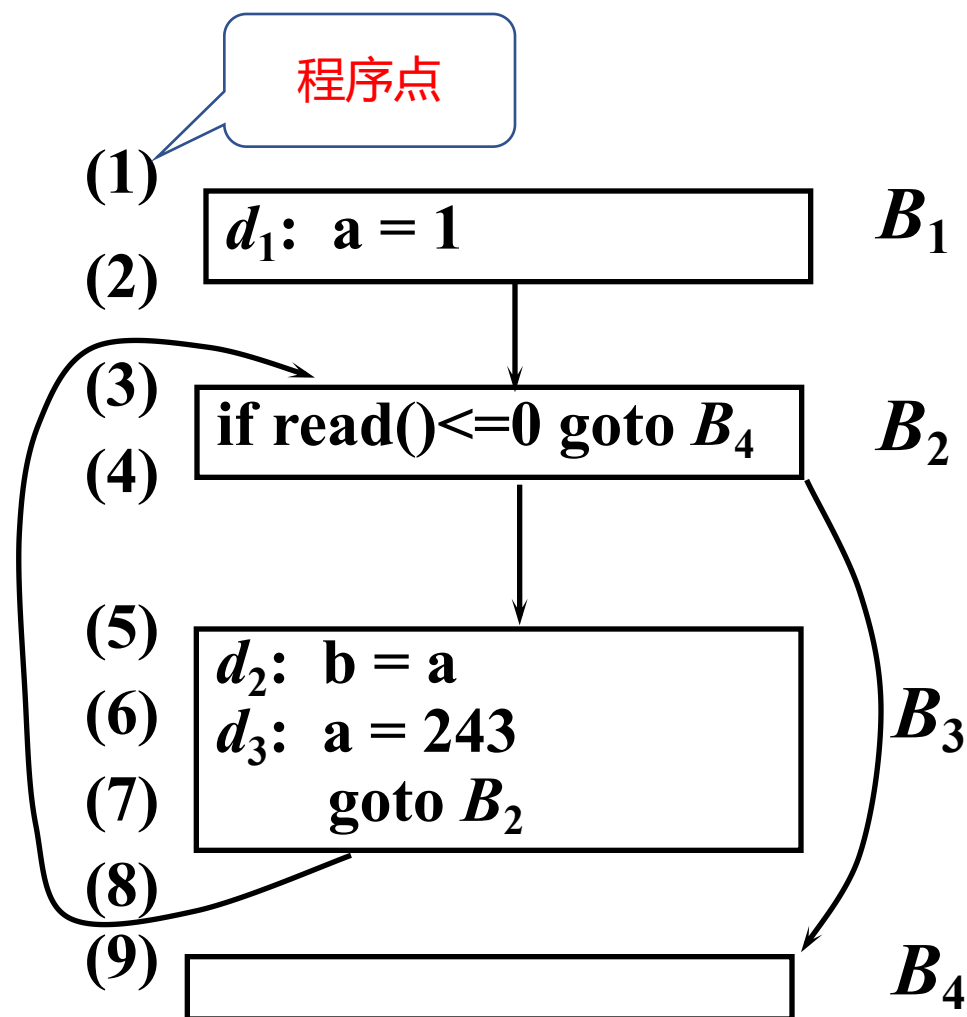 程序点
(1)
d₁: a = 1
B₁
(2)
(3)
if read()<=0 goto B₄
B₂
(4)
(5)
d₂: b = a
(6)
d₃: a = 243
B₃
(7)
goto B₂
(8)
(9)
B₄